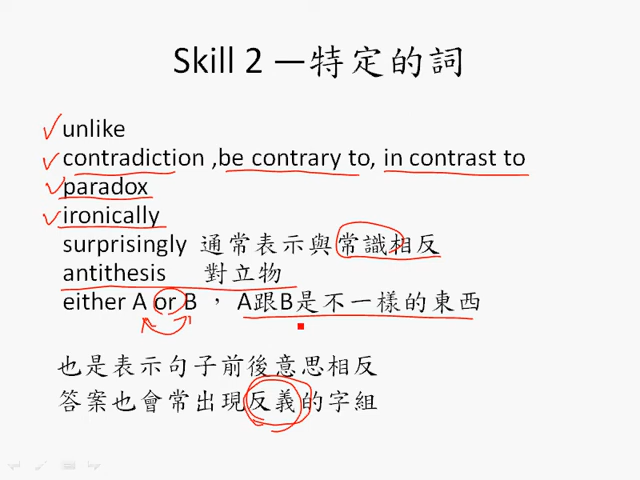 Skill 2 —特定的詞
unlike
contradiction ,be contrary to, in contrast to
paradox
ironically
surprisingly 通常表示與常識相反
antithesis 對立物
either A or B ， A跟B是不一樣的東西
也是表示句子前後意思相反
答案也會常出現反義的字組